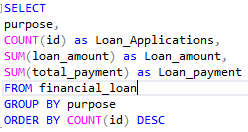 SELECT
purpose,
COUNT(id) as Loan_Applications,
SUM(loan_amount) as Loan_amount,
SUM(total_payment) as Loan_payment
FROM financial_loan
GROUP BY purpose
ORDER BY COUNT(id) DESC